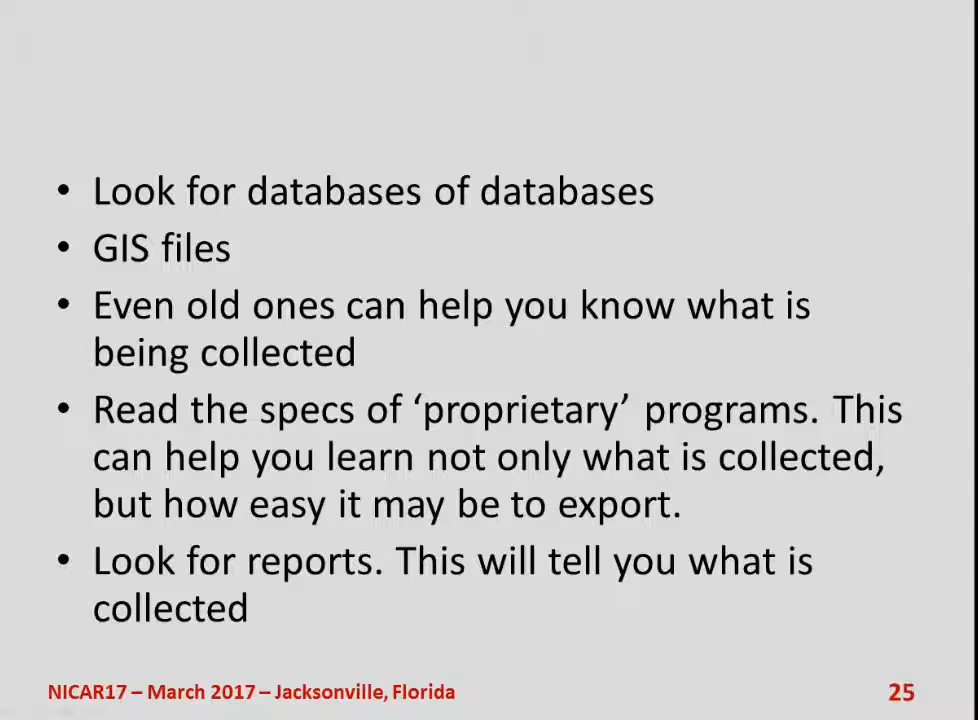 • Look for databases of databases
• GIS files
• Even old ones can help you know what is
being collected
• Read the specs of ‘proprietary’ programs. This
can help you learn not only what is collected,
but how easy it may be to export.
• Look for reports. This will tell you what is
collected
NICAR17 – March 2017 – Jacksonville, Florida
25